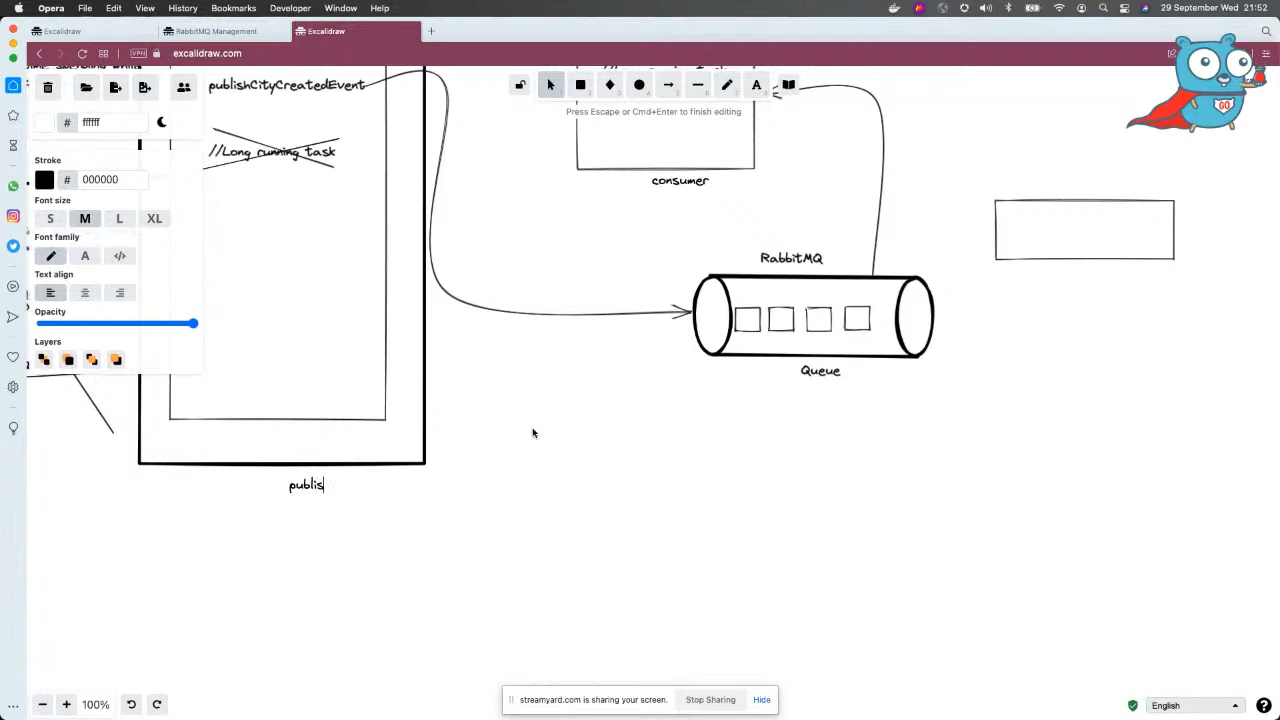 Opera File Edit View History Bookmarks Developer Window Help
29 September Wed 21:52
Excalidraw
RabbitMQ Management
Excalidraw
VPN
excalidraw.com
publishCityCreatedEvent
Press Escape or Cmd+Enter to finish editing
GO
# ffffff
//Long running task
Stroke
# 000000
consumer
Font size
S M L XL
Font family
A </>
RabbitMQ
Text align
Opacity
Layers
Queue
publis
100%
streamyard.com is sharing your screen. Stop Sharing Hide
English